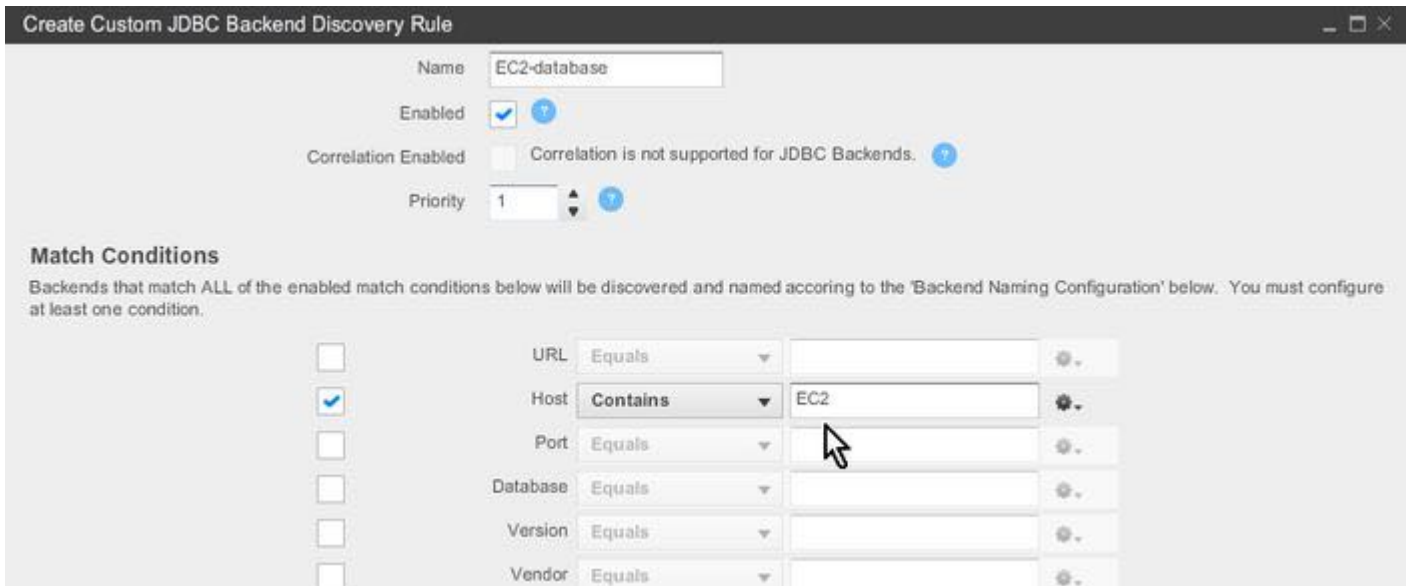 Create Custom JDBC Backend Discovery Rule
Name EC2-database
Enabled ?
Correlation Enabled Correlation is not supported for JDBC Backends. ?
Priority 1 ?
Match Conditions
Backends that match ALL of the enabled match conditions below will be discovered and named accoring to the 'Backend Naming Configuration' below. You must configure
at least one condition.
URL Equals
Host Contains EC2
Port Equals
Database Equals
Version Equals
Vendor Equals